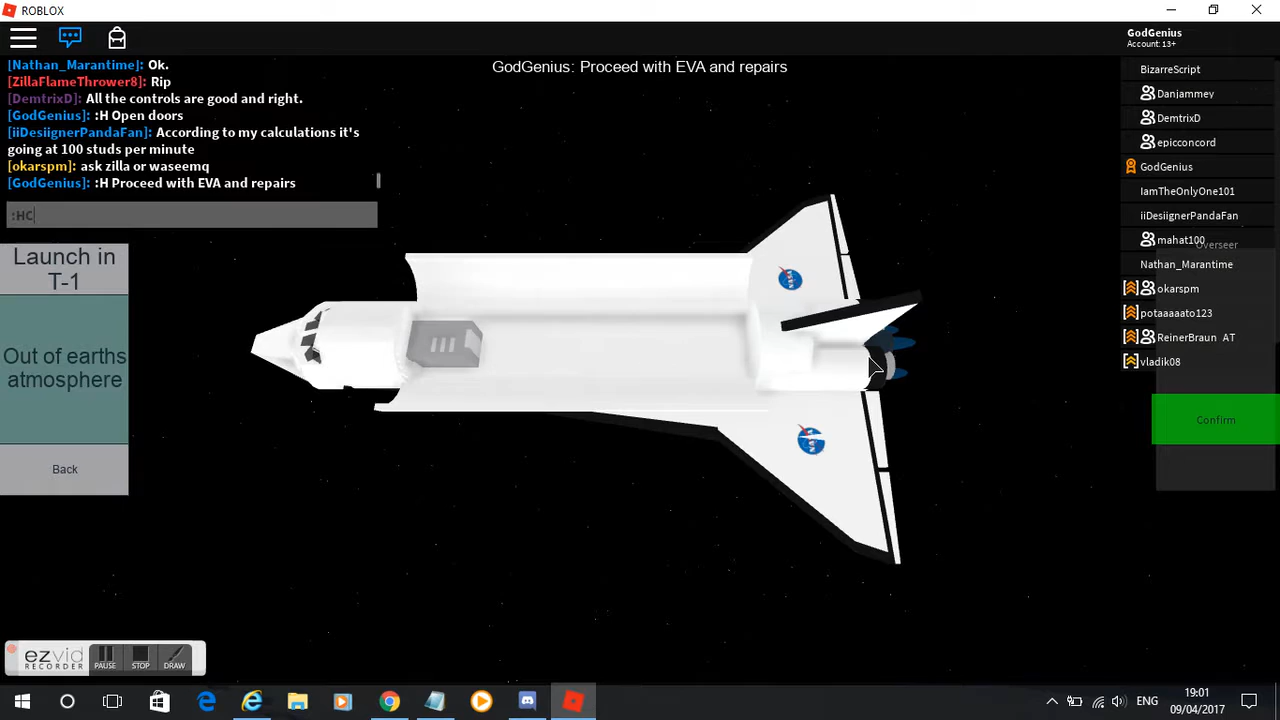 ROBLOX
GodGenius
Account: 13+
[Nathan_Marantime]: Ok.
[ZillaFlameThrower8]: Rip
[DemtrixD]: All the controls are good and right.
[GodGenius]: :H Open doors
[iiDesiignerPandaFan]: According to my calculations it's
going at 100 studs per minute
[okarspm]: ask zilla or waseemq
[GodGenius]: :H Proceed with EVA and repairs
:HC
GodGenius: Proceed with EVA and repairs
BizarreScript
Danjammey
DemtrixD
epicconcord
GodGenius
IamTheOnlyOne101
iiDesiignerPandaFan
mahat100
Overseer
Nathan_Marantime
okarspm
potaaaaato123
ReinerBraun_AT
vladik08
Confirm
Launch in
T-1
Out of earths
atmosphere
Back
NASA
NASA
ezvid
RECORDER
PAUSE
STOP
DRAW
ENG
19:01
09/04/2017